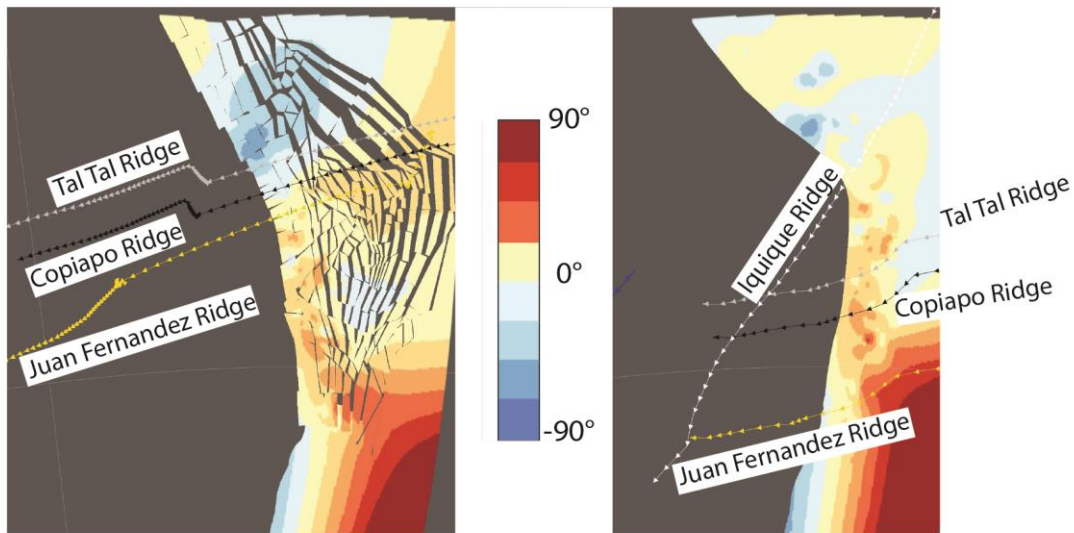 Tal Tal Ridge
Copiapo Ridge
Juan Fernandez Ridge
90°
0°
-90°
Iquique Ridge
Tal Tal Ridge
Copiapo Ridge
Juan Fernandez Ridge